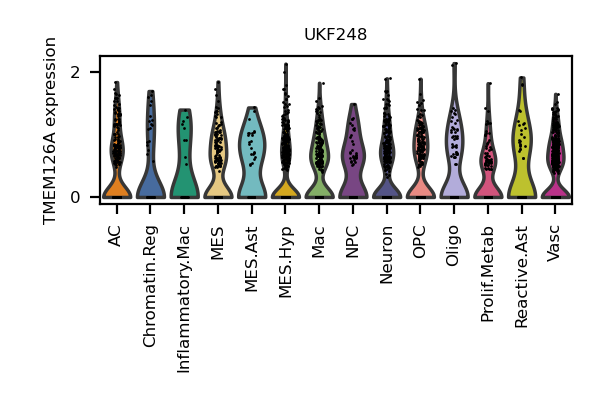 UKF248
TMEM126A expression
2
0
AC
Chromatin.Reg
Inflammatory.Mac
MES
MES.Ast
MES.Hyp
Mac
NPC
Neuron
OPC
Oligo
Prolif.Metab
Reactive.Ast
Vasc